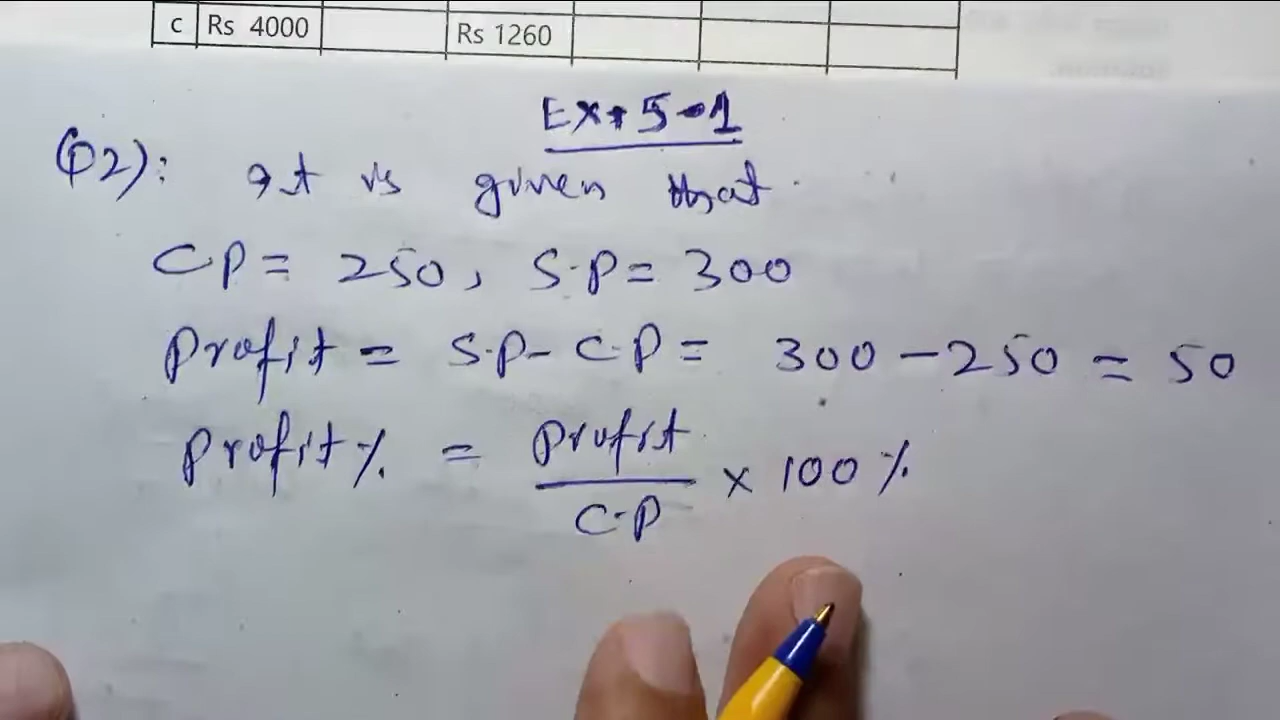 c Rs 4000 Rs 1260
Ex. 5.1
Q2): It is given that
C P = 250, S.P = 300
Profit = S.P - C.P = 300 - 250 = 50
Profit % = Profit / C.P × 100 %